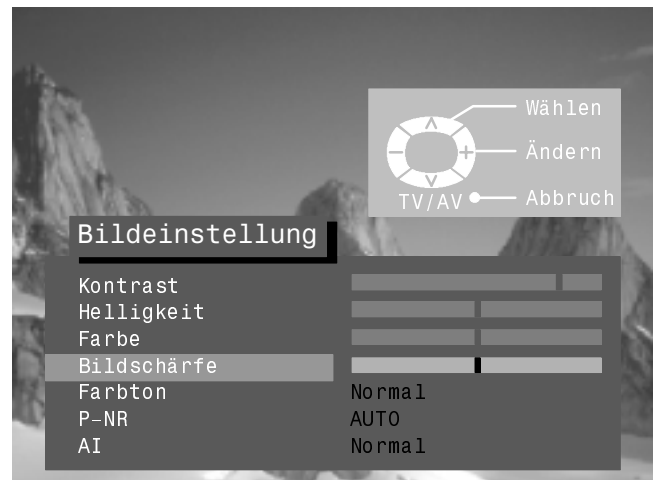 Wählen
Ändern
TV/AV Abbruch
Bildeinstellung
Kontrast
Helligkeit
Farbe
Bildschärfe
Farbton Normal
P-NR AUTO
AI Normal